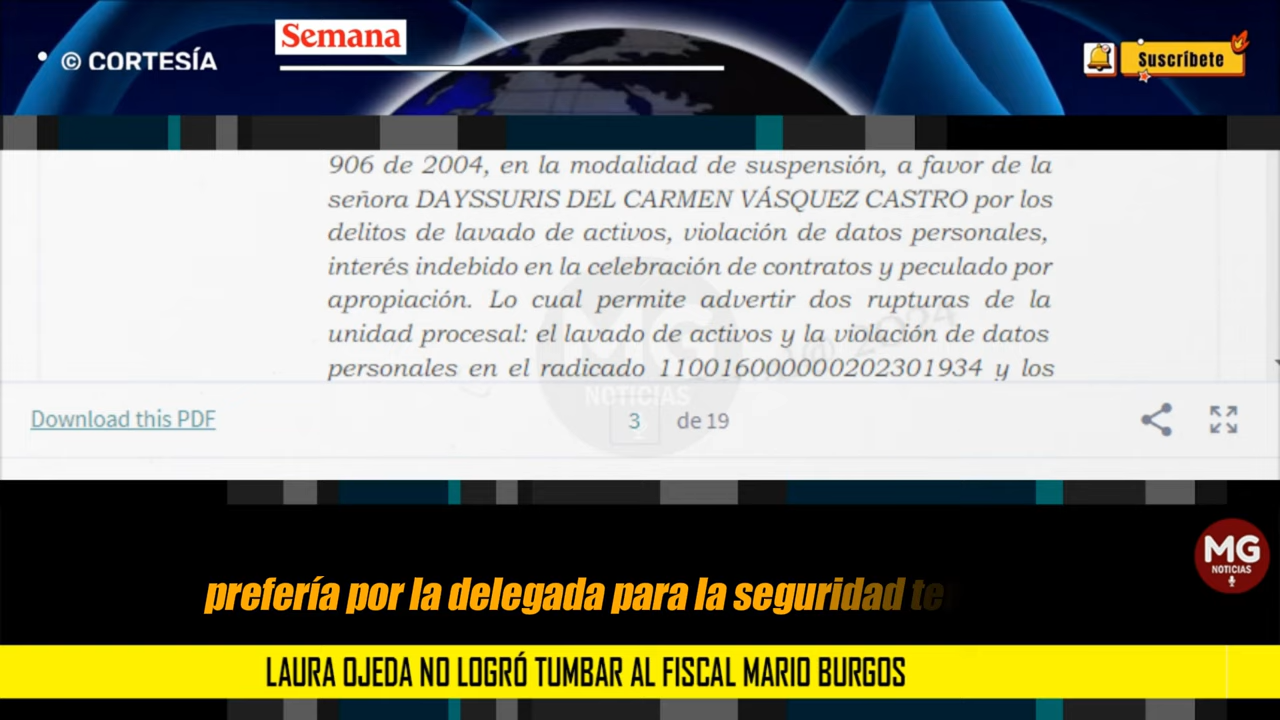 © CORTESÍA
Semana
Suscríbete
906 de 2004, en la modalidad de suspensión, a favor de la
señora DAYSSURIS DEL CARMEN VÁSQUEZ CASTRO por los
delitos de lavado de activos, violación de datos personales,
interés indebido en la celebración de contratos y peculado por
apropiación. Lo cual permite advertir dos rupturas de la
unidad procesal: el lavado de activos y la violación de datos
personales en el radicado 110016000000202301934 y los
MG
NOTICIAS
Download this PDF
3 de 19
MG
NOTICIAS
prefería por la delegada para la seguridad te
LAURA OJEDA NO LOGRÓ TUMBAR AL FISCAL MARIO BURGOS